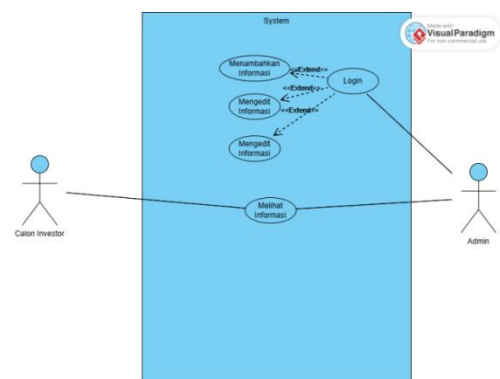 System
Made with
Visual Paradigm
For non-commercial use
Menambahkan
Informasi
<<Extend>>
Login
<<Extend>>
Mengedit
Informasi
<<Extend>>
Mengedit
Informasi
Melihat
Informasi
Calon Investor
Admin